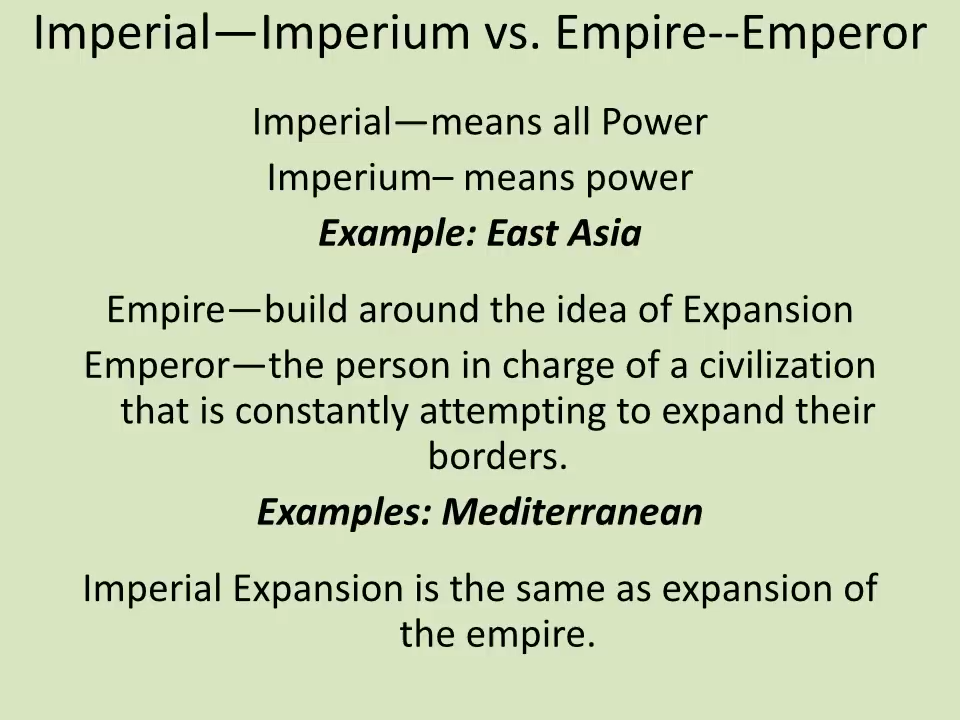 Imperial—Imperium vs. Empire--Emperor
Imperial—means all Power
Imperium– means power
Example: East Asia
Empire—build around the idea of Expansion
Emperor—the person in charge of a civilization
that is constantly attempting to expand their
borders.
Examples: Mediterranean
Imperial Expansion is the same as expansion of
the empire.